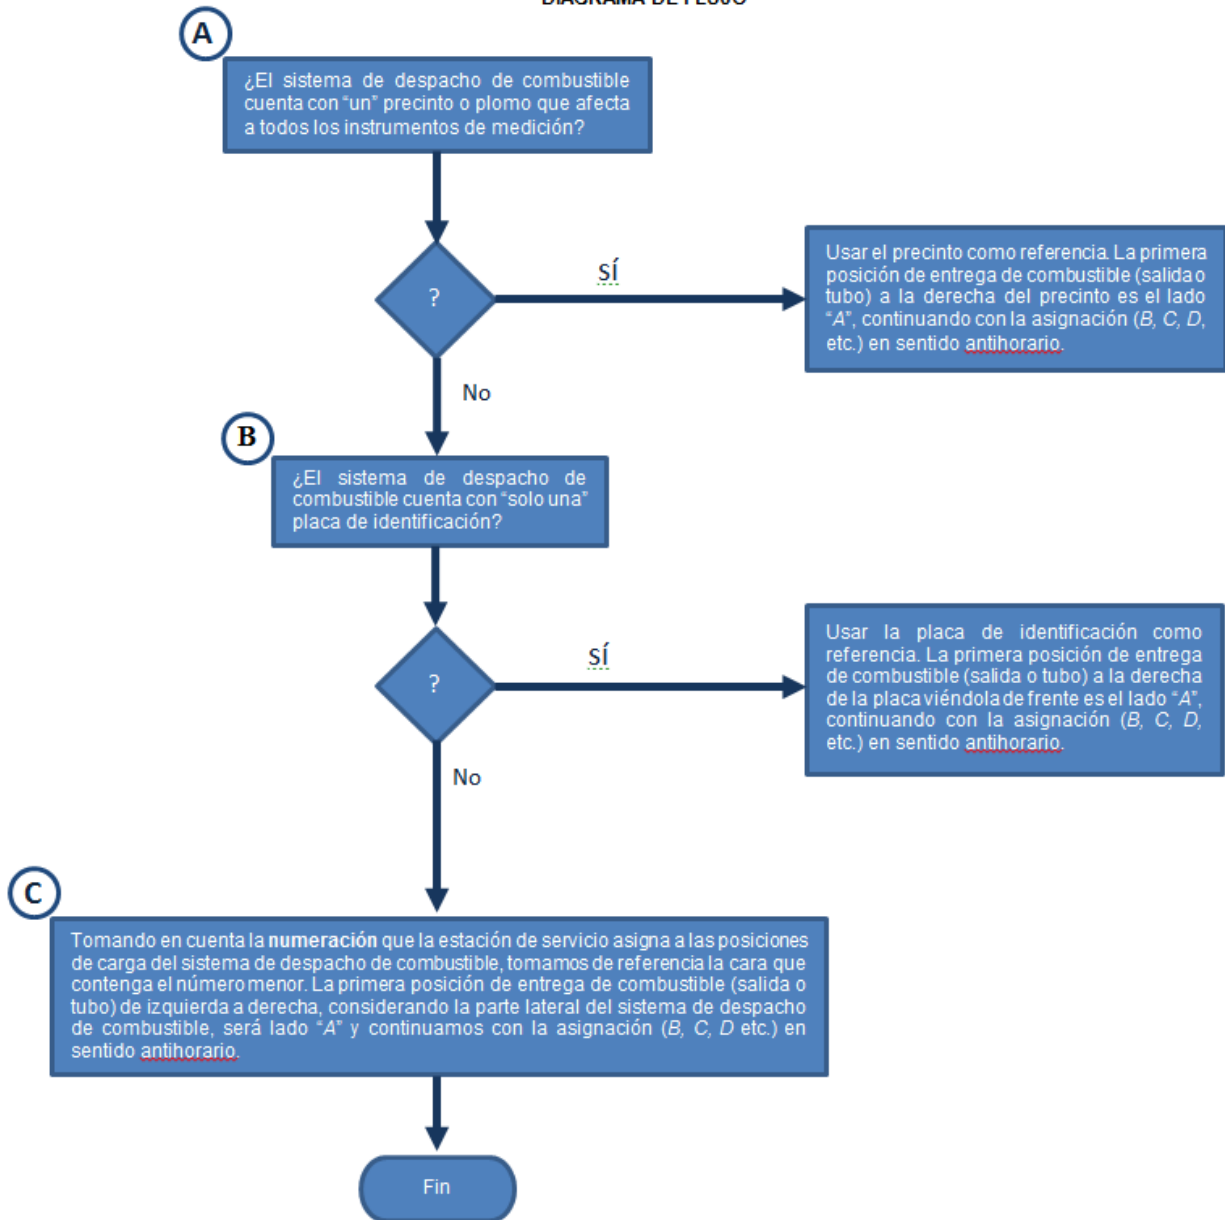 DIAGRAMA DE FLUJO
A
¿El sistema de despacho de combustible
cuenta con “un” precinto o plomo que afecta
a todos los instrumentos de medición?
?
SÍ
Usar el precinto como referencia. La primera
posición de entrega de combustible (salida o
tubo) a la derecha del precinto es el lado
“A”, continuando con la asignación (B, C, D,
etc.) en sentido antihorario.
No
B
¿El sistema de despacho de
combustible cuenta con “solo una”
placa de identificación?
?
SÍ
Usar la placa de identificación como
referencia. La primera posición de entrega
de combustible (salida o tubo) a la derecha
de la placa viéndola de frente es el lado “A”,
continuando con la asignación (B, C, D,
etc.) en sentido antihorario.
No
C
Tomando en cuenta la numeración que la estación de servicio asigna a las posiciones
de carga del sistema de despacho de combustible, tomamos de referencia la cara que
contenga el número menor. La primera posición de entrega de combustible (salida o
tubo) de izquierda a derecha, considerando la parte lateral del sistema de despacho
de combustible, será lado “A” y continuamos con la asignación (B, C, D etc.) en
sentido antihorario.
Fin